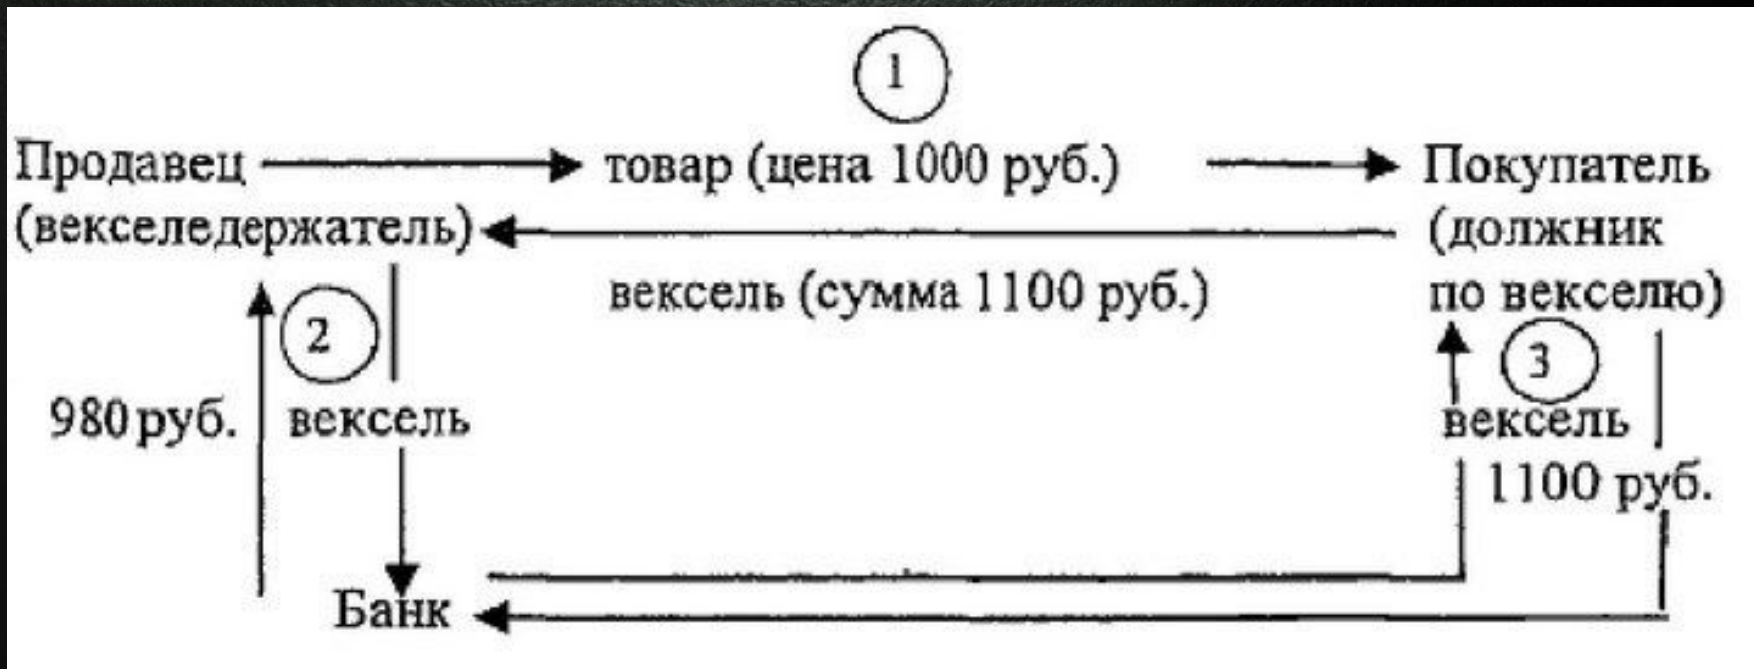 1
Продавец товар (цена 1000 руб.) Покупатель
(векселедержатель) (должник
вексель (сумма 1100 руб.) по векселю)
2 3
980 руб. вексель вексель
1100 руб.
Банк